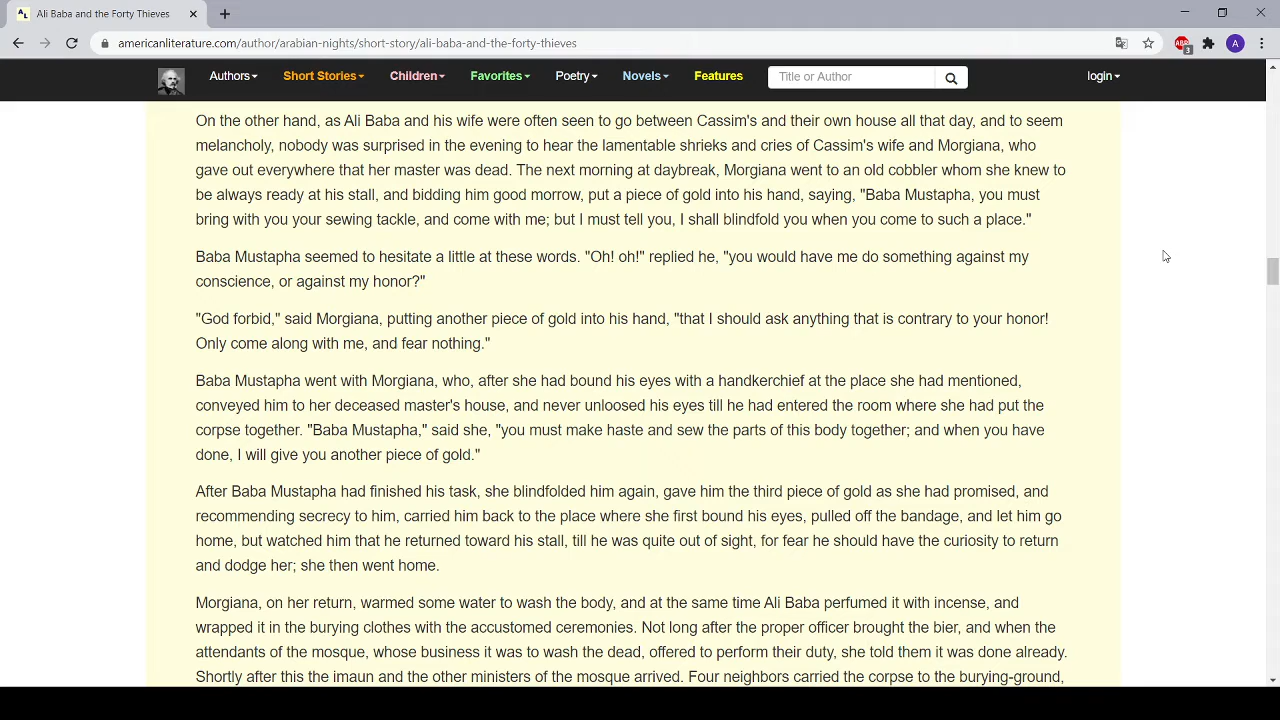 Ali Baba and the Forty Thieves
americanliterature.com/author/arabian-nights/short-story/ali-baba-and-the-forty-thieves
3
A
Authors Short Stories Children Favorites Poetry Novels Features Title or Author login
On the other hand, as Ali Baba and his wife were often seen to go between Cassim's and their own house all that day, and to seem
melancholy, nobody was surprised in the evening to hear the lamentable shrieks and cries of Cassim's wife and Morgiana, who
gave out everywhere that her master was dead. The next morning at daybreak, Morgiana went to an old cobbler whom she knew to
be always ready at his stall, and bidding him good morrow, put a piece of gold into his hand, saying, "Baba Mustapha, you must
bring with you your sewing tackle, and come with me; but I must tell you, I shall blindfold you when you come to such a place."
Baba Mustapha seemed to hesitate a little at these words. "Oh! oh!" replied he, "you would have me do something against my
conscience, or against my honor?"
"God forbid," said Morgiana, putting another piece of gold into his hand, "that I should ask anything that is contrary to your honor!
Only come along with me, and fear nothing."
Baba Mustapha went with Morgiana, who, after she had bound his eyes with a handkerchief at the place she had mentioned,
conveyed him to her deceased master's house, and never unloosed his eyes till he had entered the room where she had put the
corpse together. "Baba Mustapha," said she, "you must make haste and sew the parts of this body together; and when you have
done, I will give you another piece of gold."
After Baba Mustapha had finished his task, she blindfolded him again, gave him the third piece of gold as she had promised, and
recommending secrecy to him, carried him back to the place where she first bound his eyes, pulled off the bandage, and let him go
home, but watched him that he returned toward his stall, till he was quite out of sight, for fear he should have the curiosity to return
and dodge her; she then went home.
Morgiana, on her return, warmed some water to wash the body, and at the same time Ali Baba perfumed it with incense, and
wrapped it in the burying clothes with the accustomed ceremonies. Not long after the proper officer brought the bier, and when the
attendants of the mosque, whose business it was to wash the dead, offered to perform their duty, she told them it was done already.
Shortly after this the imaun and the other ministers of the mosque arrived. Four neighbors carried the corpse to the burying-ground,